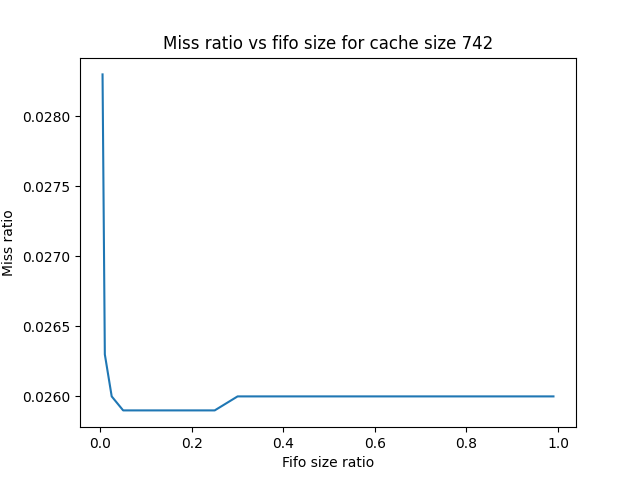 Miss ratio vs fifo size for cache size 742
0.0280
0.0275
0.0270
0.0265
0.0260
Miss ratio
0.0 0.2 0.4 0.6 0.8 1.0
Fifo size ratio